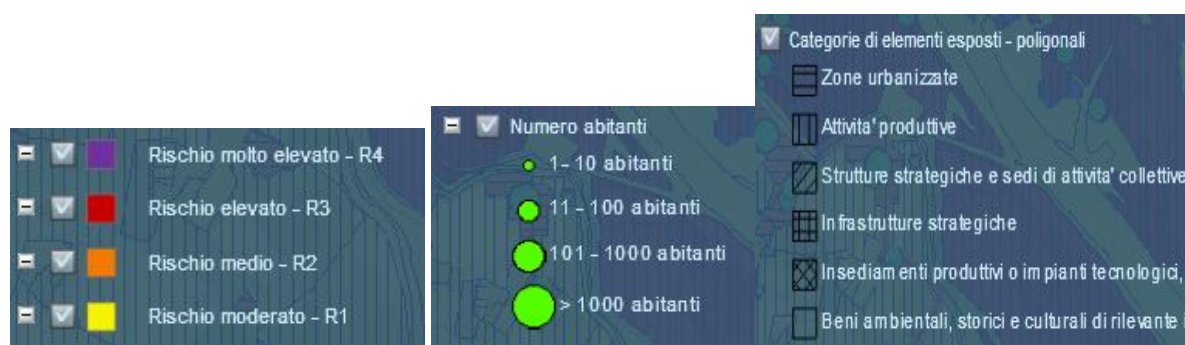 Rischio molto elevato - R4
Rischio elevato - R3
Rischio medio - R2
Rischio moderato - R1
Numero abitanti
1 - 10 abitanti
11 - 100 abitanti
101 - 1000 abitanti
> 1000 abitanti
Categorie di elementi esposti - poligonali
Zone urbanizzate
Attivita' produttive
Strutture strategiche e sedi di attivita' collettive
Infrastrutture strategiche
Insediamenti produttivi o impianti tecnologici,
Beni ambientali, storici e culturali di rilevante i